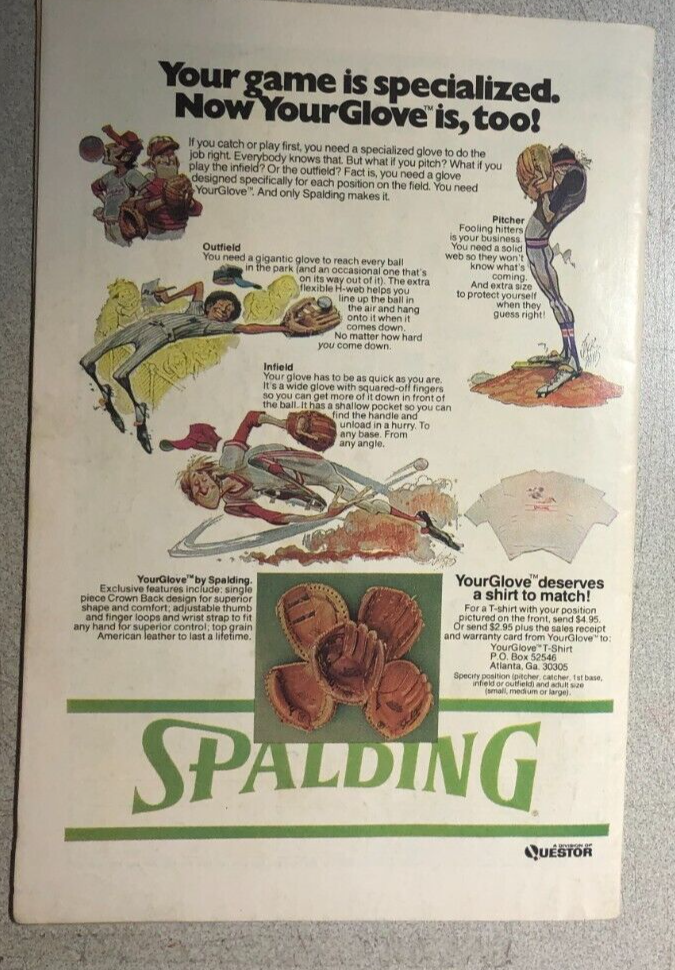 Your game is specialized.
Now YourGlove™ is, too!
If you catch or play first, you need a specialized glove to do the
job right. Everybody knows that. But what if you pitch? What if you
play the infield? Or the outfield? Fact is, you need a glove
designed specifically for each position on the field. You need
YourGlove™. And only Spalding makes it.
Pitcher
Fooling hitters
is your business.
You need a solid
web so they won't
know what's
coming.
And extra size
to protect yourself
when they
guess right!
Outfield
You need a gigantic glove to reach every ball
in the park (and an occasional one that's
on its way out of it). The extra
flexible H-web helps you
line up the ball in
the air and hang
onto it when it
comes down.
No matter how hard
you come down.
Infield
Your glove has to be as quick as you are.
It's a wide glove with squared-off fingers
so you can get more of it down in front of
the ball. It has a shallow pocket so you can
find the handle and
unload in a hurry. To
any base. From
any angle.
YourGlove™ by Spalding.
Exclusive features include: single
piece Crown Back design for superior
shape and comfort; adjustable thumb
and finger loops and wrist strap to fit
any hand for superior control; top grain
American leather to last a lifetime.
YourGlove™ deserves
a shirt to match!
For a T-shirt with your position
pictured on the front, send $4.95.
Or send $2.95 plus the sales receipt
and warranty card from YourGlove™ to:
YourGlove™ T-Shirt
P.O. Box 52546
Atlanta, Ga. 30305
Specify position (pitcher, catcher, 1st base,
infield or outfield) and adult size
(small, medium or large).
SPALDING®
A DIVISION OF
QUESTOR